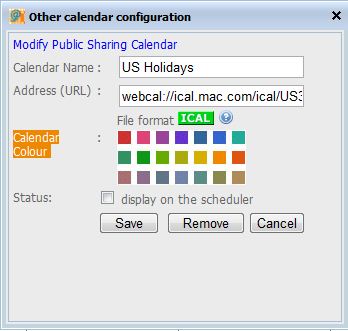 Other calendar configuration
Modify Public Sharing Calendar
Calendar Name : US Holidays
Address (URL) : webcal://ical.mac.com/ical/US3
File format ICAL ?
Calendar Colour :
Status: display on the scheduler
Save Remove Cancel